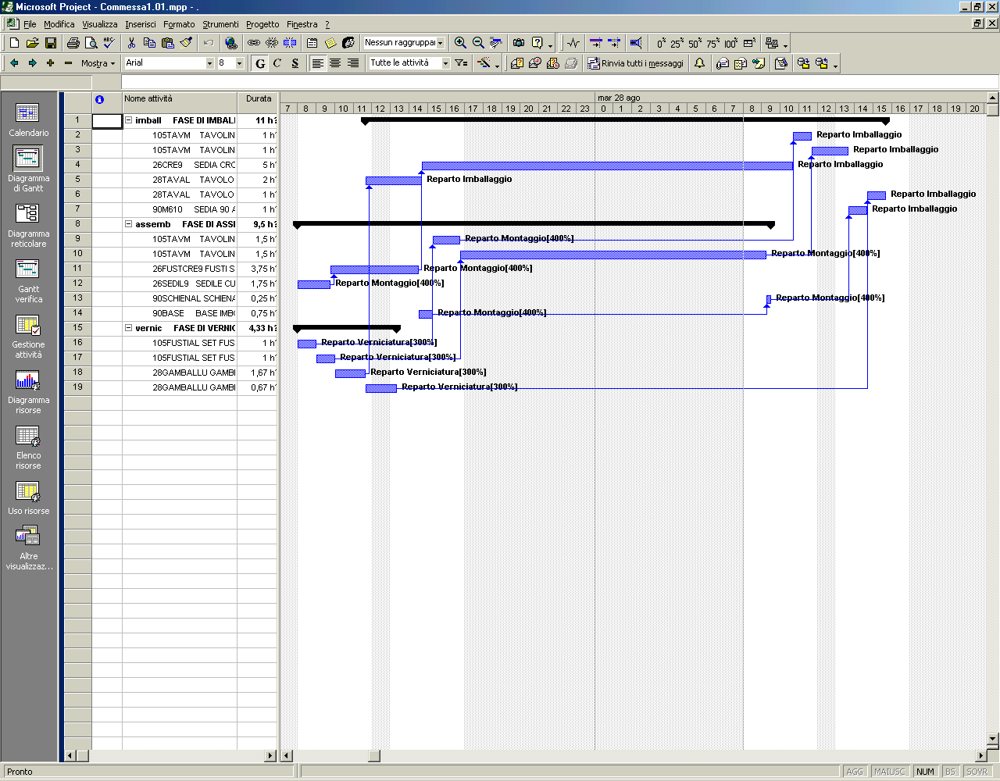 Microsoft Project - Commessa1.01.mpp - .
File Modifica Visualizza Inserisci Formato Strumenti Progetto Finestra ?
Nessun raggruppai
0% 25% 50% 75% 100%
Mostra Arial 8 G C S Tutte le attività Rinvia tutti i messaggi
Calendario
Diagramma di Gantt
Diagramma reticolare
Gantt verifica
Gestione attività
Diagramma risorse
Elenco risorse
Uso risorse
Altre visualizzaz...
Nome attività Durata
mar 28 ago
7 8 9 10 11 12 13 14 15 16 17 18 19 20 21 22 23 0 1 2 3 4 5 6 7 8 9 10 11 12 13 14 15 16 17 18 19 20
1 imball FASE DI IMBALI 11 h?
2 105TAVM TAVOLIN 1 h? Reparto Imballaggio
3 105TAVM TAVOLIN 1 h? Reparto Imballaggio
4 26CRE9 SEDIA CRC 5 h? Reparto Imballaggio
5 28TAVAL TAVOLO 2 h? Reparto Imballaggio
6 28TAVAL TAVOLO 1 h? Reparto Imballaggio
7 90M610 SEDIA 90 A 1 h? Reparto Imballaggio
8 assemb FASE DI ASSI 9,5 h?
9 105TAVM TAVOLIN 1,5 h? Reparto Montaggio[400%]
10 105TAVM TAVOLIN 1,5 h? Reparto Montaggio[400%]
11 26FUSTCRE9 FUSTI S 3,75 h? Reparto Montaggio[400%]
12 26SEDIL9 SEDILE CU 1,75 h? Reparto Montaggio[400%]
13 90SCHIENAL SCHIENA 0,25 h? Reparto Montaggio[400%]
14 90BASE BASE IMBC 0,75 h? Reparto Montaggio[400%]
15 vernic FASE DI VERNIC 4,33 h?
16 105FUSTIAL SET FUS 1 h? Reparto Verniciatura[300%]
17 105FUSTIAL SET FUS 1 h? Reparto Verniciatura[300%]
18 28GAMBALLU GAMBI 1,67 h? Reparto Verniciatura[300%]
19 28GAMBALLU GAMBI 0,67 h? Reparto Verniciatura[300%]
Pronto AGG MAIUSC NUM BS SOVR